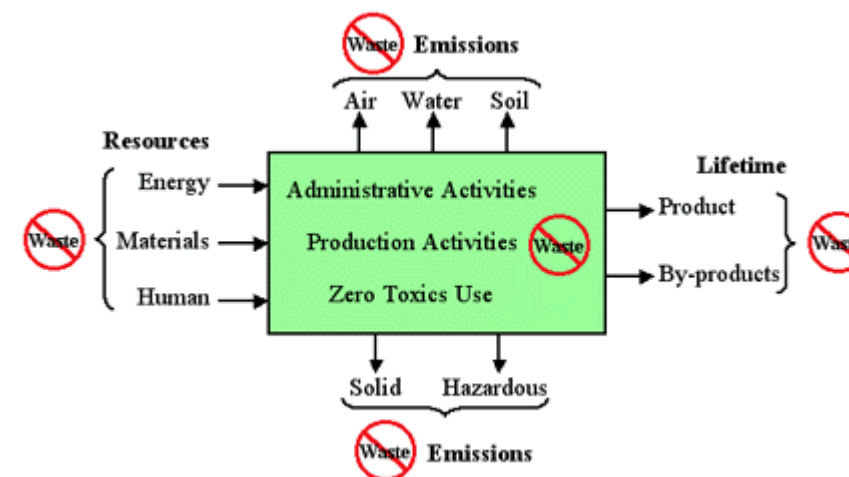 Waste Emissions
Air Water Soil
Resources
Lifetime
Energy
Administrative Activities
Product
Waste
Materials
Production Activities
Waste
By-products
Human
Zero Toxics Use
Solid Hazardous
Waste Emissions